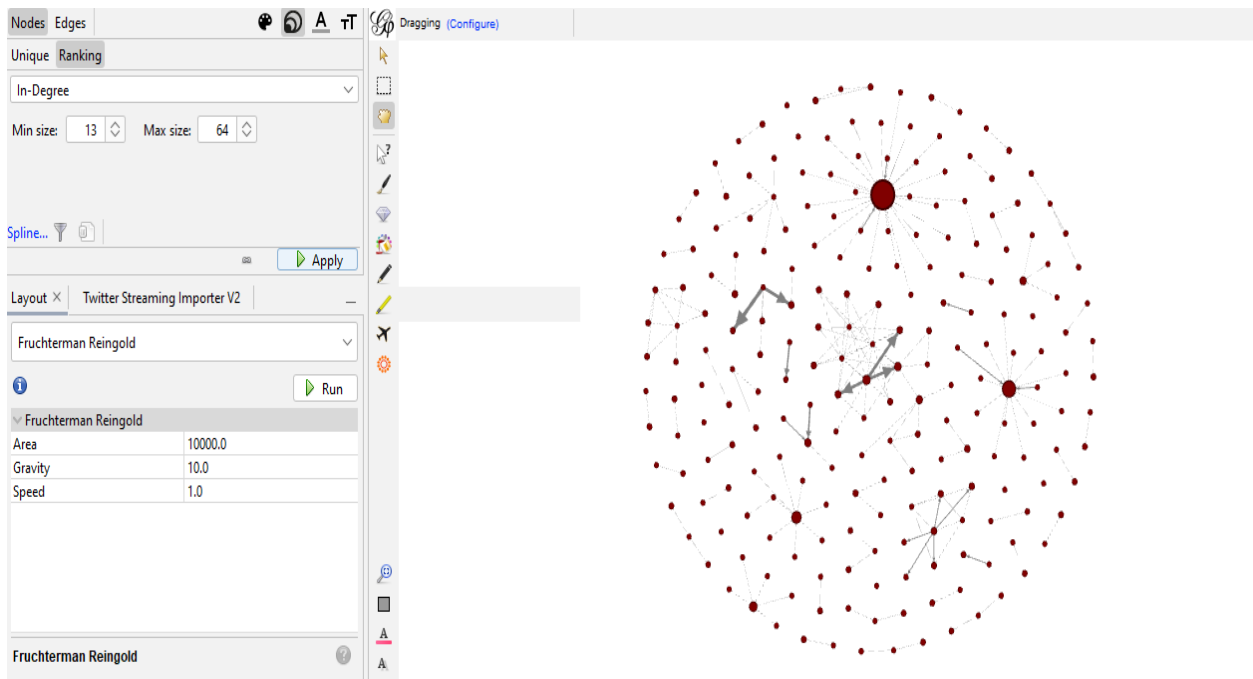 Nodes Edges A TT
Dragging (Configure)
Unique Ranking
In-Degree
Min size: 13 Max size: 64
Spline...
Apply
Layout × Twitter Streaming Importer V2
Fruchterman Reingold
Run
Fruchterman Reingold
Area 10000.0
Gravity 10.0
Speed 1.0
Fruchterman Reingold ?
A
A